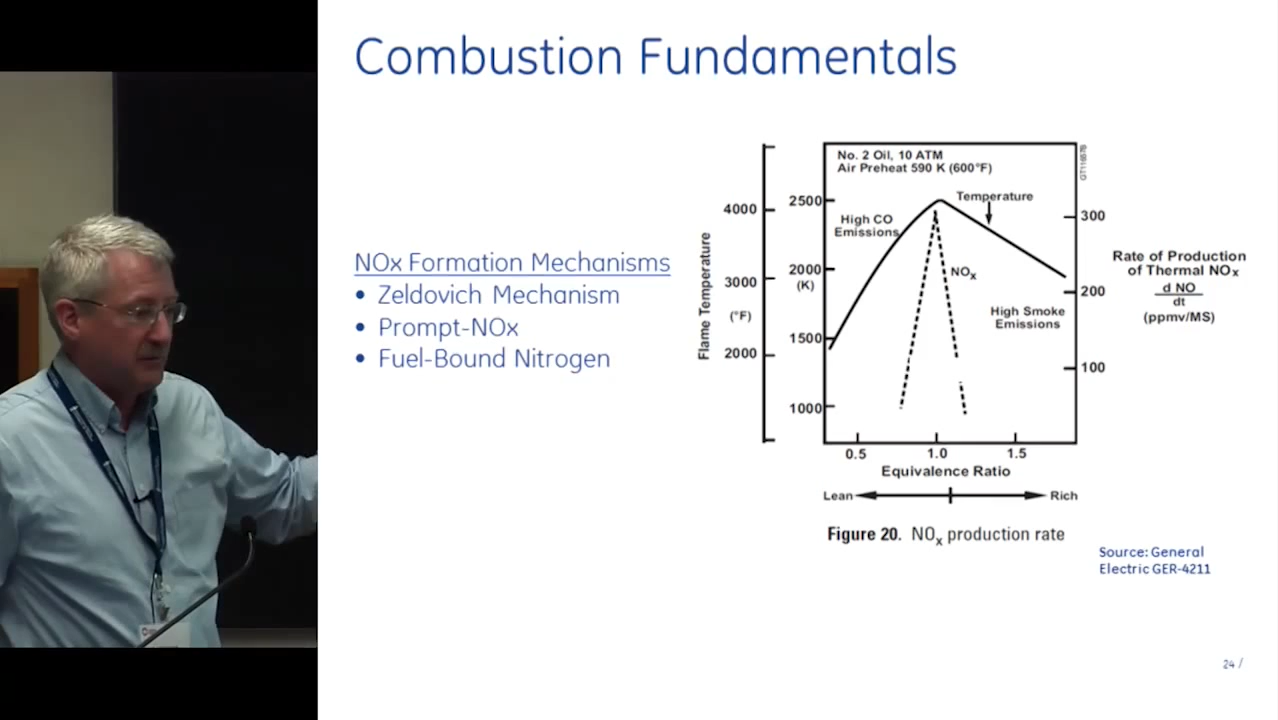 Combustion Fundamentals
NOx Formation Mechanisms
• Zeldovich Mechanism
• Prompt-NOx
• Fuel-Bound Nitrogen
No. 2 Oil, 10 ATM
Air Preheat 590 K (600°F)
Temperature
High CO
Emissions
NOx
High Smoke
Emissions
Flame Temperature
4000
3000
(°F)
2000
2500
2000
(K)
1500
1000
300
200
100
Rate of Production
of Thermal NOx
d NO
dt
(ppmv/MS)
0.5
1.0
1.5
Equivalence Ratio
Lean
Rich
Figure 20. NOx production rate
Source: General
Electric GER-4211
24 /